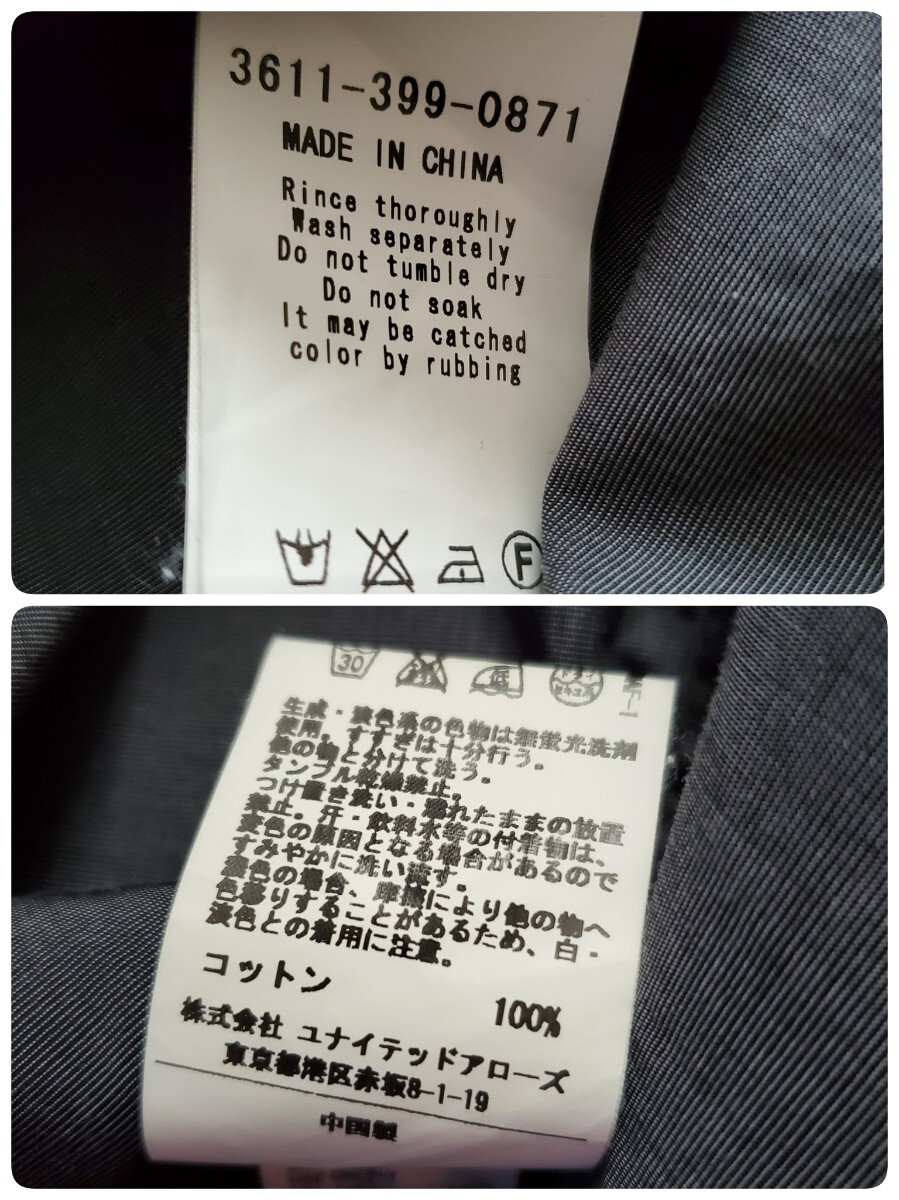 3611-399-0871
MADE IN CHINA
Rince thoroughly
Wash separately
Do not tumble dry
Do not soak
It may be catched
color by rubbing
F
30
低
生成・淡色系の色物は無蛍光洗剤
使用。すすぎは十分行う。
他の物と分けて洗う。
タンブル乾燥禁止。
つけ置き洗い・濡れたままの放置
禁止。汗・飲料水等の付着物は、
変色の原因となる場合があるので
すみやかに洗い流す。
濃色の場合、摩擦により他の物へ
色移りすることがあるため、白・
淡色との着用に注意。
コットン
100%
株式会社 ユナイテッドアローズ
東京都港区赤坂8-1-19
中国製